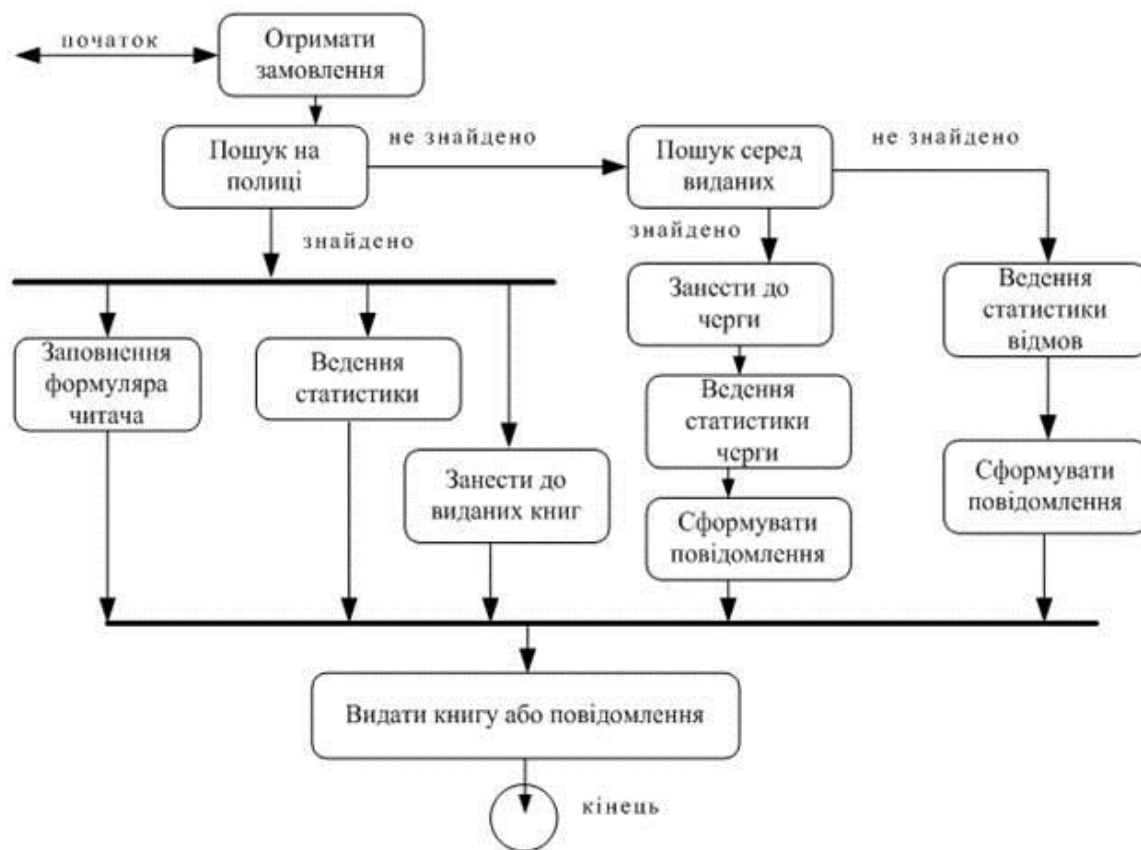 початок
Отримати
замовлення
Пошук на
полиці
не знайдено
Пошук серед
виданих
не знайдено
знайдено
знайдено
Заповнення
формуляра
читача
Ведення
статистики
Занести до
виданих книг
Занести до
черги
Ведення
статистики
черги
Сформувати
повідомлення
Ведення
статистики
відмов
Сформувати
повідомлення
Видати книгу або повідомлення
кінець